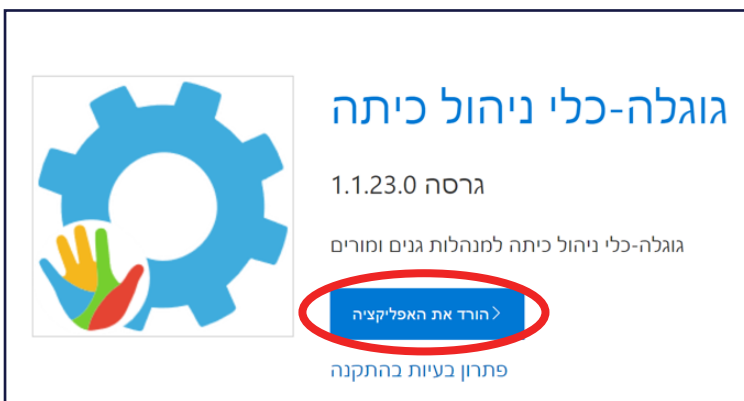 גוגלה-כלי ניהול כיתה
גרסה 1.1.23.0
גוגלה-כלי ניהול כיתה למנהלות גנים ומורים
הורד את האפליקציה
פתרון בעיות בהתקנה